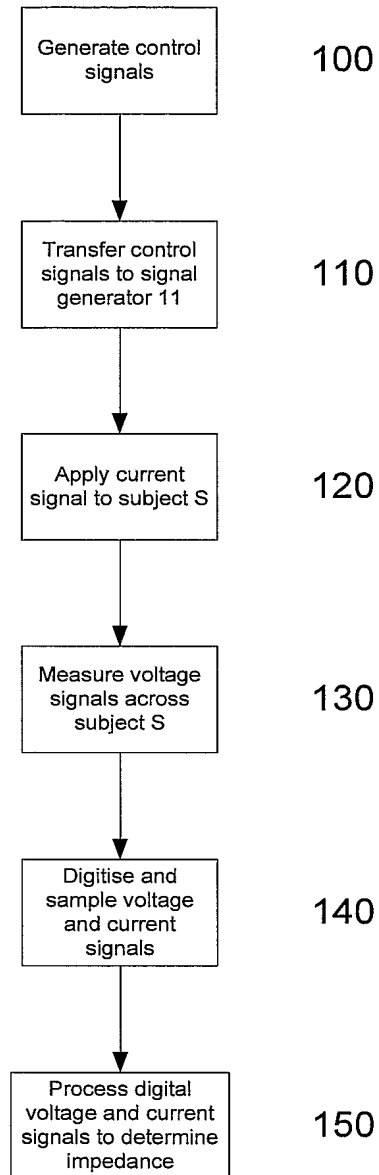 Generate control
signals
100
Transfer control
signals to signal
generator 11
110
Apply current
signal to subject S
120
Measure voltage
signals across
subject S
130
Digitise and
sample voltage
and current
signals
140
Process digital
voltage and current
signals to determine
impedance
150